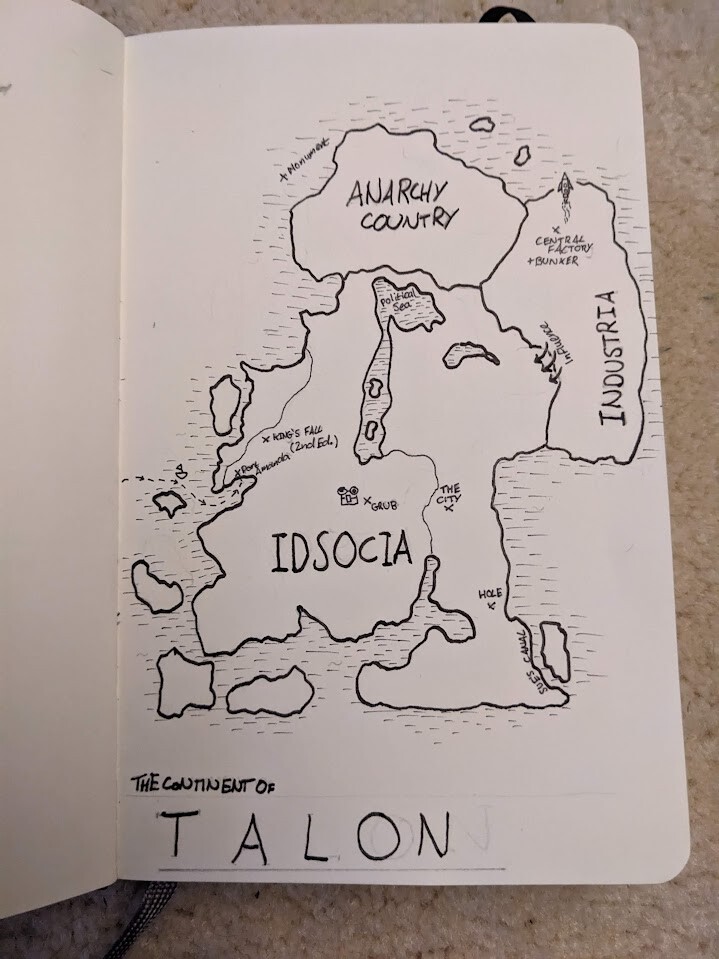 Monument
ANARCHY
COUNTRY
CENTRAL
FACTORY
BUNKER
political
Sea
Influence
INDUSTRIA
KING'S FALL
(2nd Ed.)
Port
Amanda
THE
CITY
GRUB
IDSOCIA
HOLE
SUE'S CANAL
THE CONTINENT OF
TALON